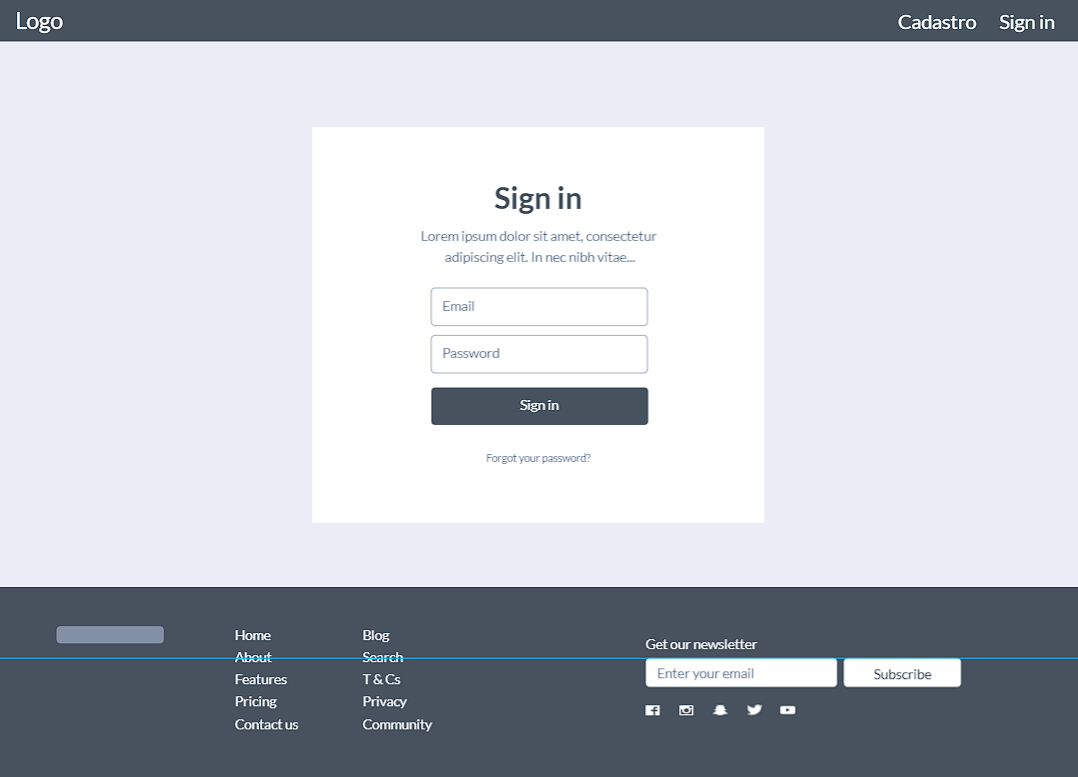 Logo
Cadastro
Sign in
Sign in
Lorem ipsum dolor sit amet, consectetur
adipiscing elit. In nec nibh vitae...
Email
Password
Sign in
Forgot your password?
Home
About
Features
Pricing
Contact us
Blog
Search
T & Cs
Privacy
Community
Get our newsletter
Enter your email
Subscribe